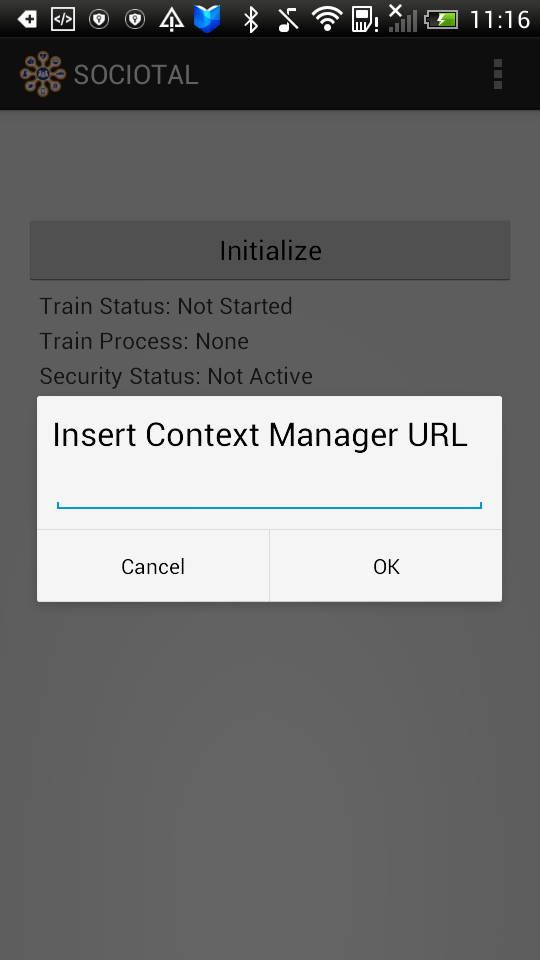 11:16
SOCIOTAL
Initialize
Train Status: Not Started
Train Process: None
Security Status: Not Active
Insert Context Manager URL
Cancel
OK